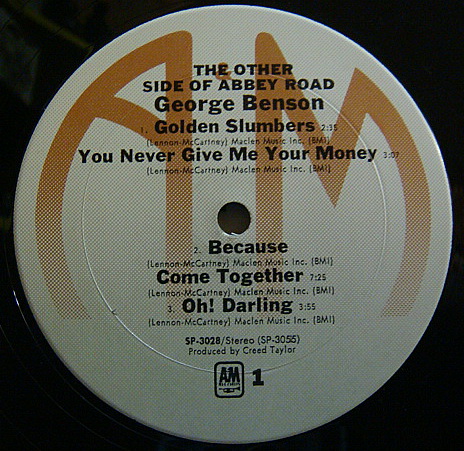 THE OTHER
SIDE OF ABBEY ROAD
George Benson
1. Golden Slumbers 2:35
(Lennon-McCartney) Maclen Music Inc. (BMI)
You Never Give Me Your Money 3:07
(Lennon-McCartney) Maclen Music Inc. (BMI)
2. Because
(Lennon-McCartney) Maclen Music Inc. (BMI)
Come Together 7:25
(Lennon-McCartney) Maclen Music Inc. (BMI)
3. Oh! Darling 3:55
(Lennon-McCartney) Maclen Music Inc. (BMI)
SP-3028/Stereo (SP-3055)
Produced by Creed Taylor
A&M
RECORDS
1